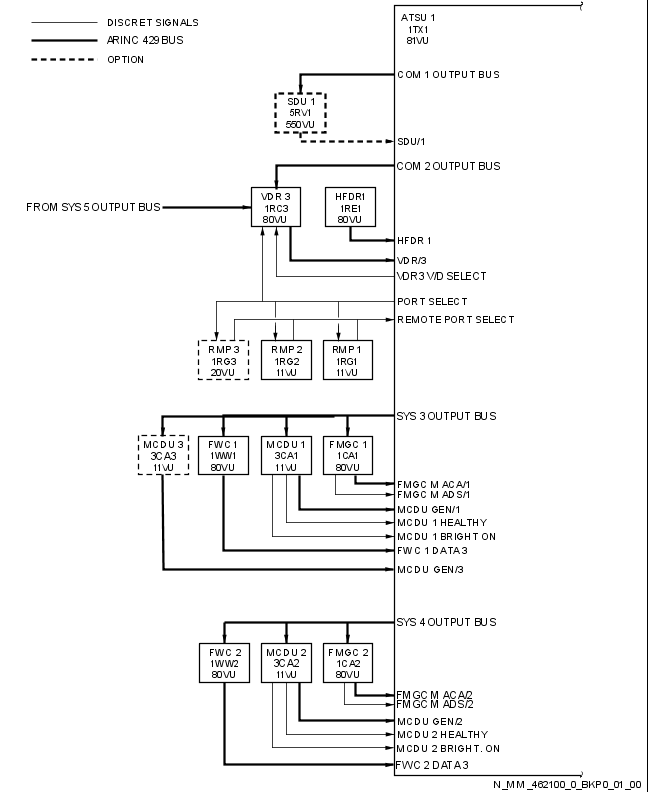 DISCRET SIGNALS
ARINC 429 BUS
OPTION
ATSU 1
1TX1
81VU
COM 1 OUTPUT BUS
SDU 1
5RV1
550VU
SDU/1
COM 2 OUTPUT BUS
FROM SYS 5 OUTPUT BUS
VDR 3
1RC3
80VU
HFDR1
1RE1
80VU
HFDR 1
VDR/3
VDR3 V/D SELECT
PORT SELECT
REMOTE PORT SELECT
RMP 3
1RG3
20VU
RMP 2
1RG2
11VU
RMP 1
1RG1
11VU
SYS 3 OUTPUT BUS
MCDU 3
3CA3
11VU
FWC 1
1WW1
80VU
MCDU 1
3CA1
11VU
FMGC 1
1CA1
80VU
FMGC M ACA/1
FMGC M ADS/1
MCDU GEN/1
MCDU 1 HEALTHY
MCDU 1 BRIGHT ON
FWC 1 DATA 3
MCDU GEN/3
SYS 4 OUTPUT BUS
FWC 2
1WW2
80VU
MCDU 2
3CA2
11VU
FMGC 2
1CA2
80VU
FMGC M ACA/2
FMGC M ADS/2
MCDU GEN/2
MCDU 2 HEALTHY
MCDU 2 BRIGHT. ON
FWC 2 DATA 3
N_MM_462100_0_BKP0_01_00